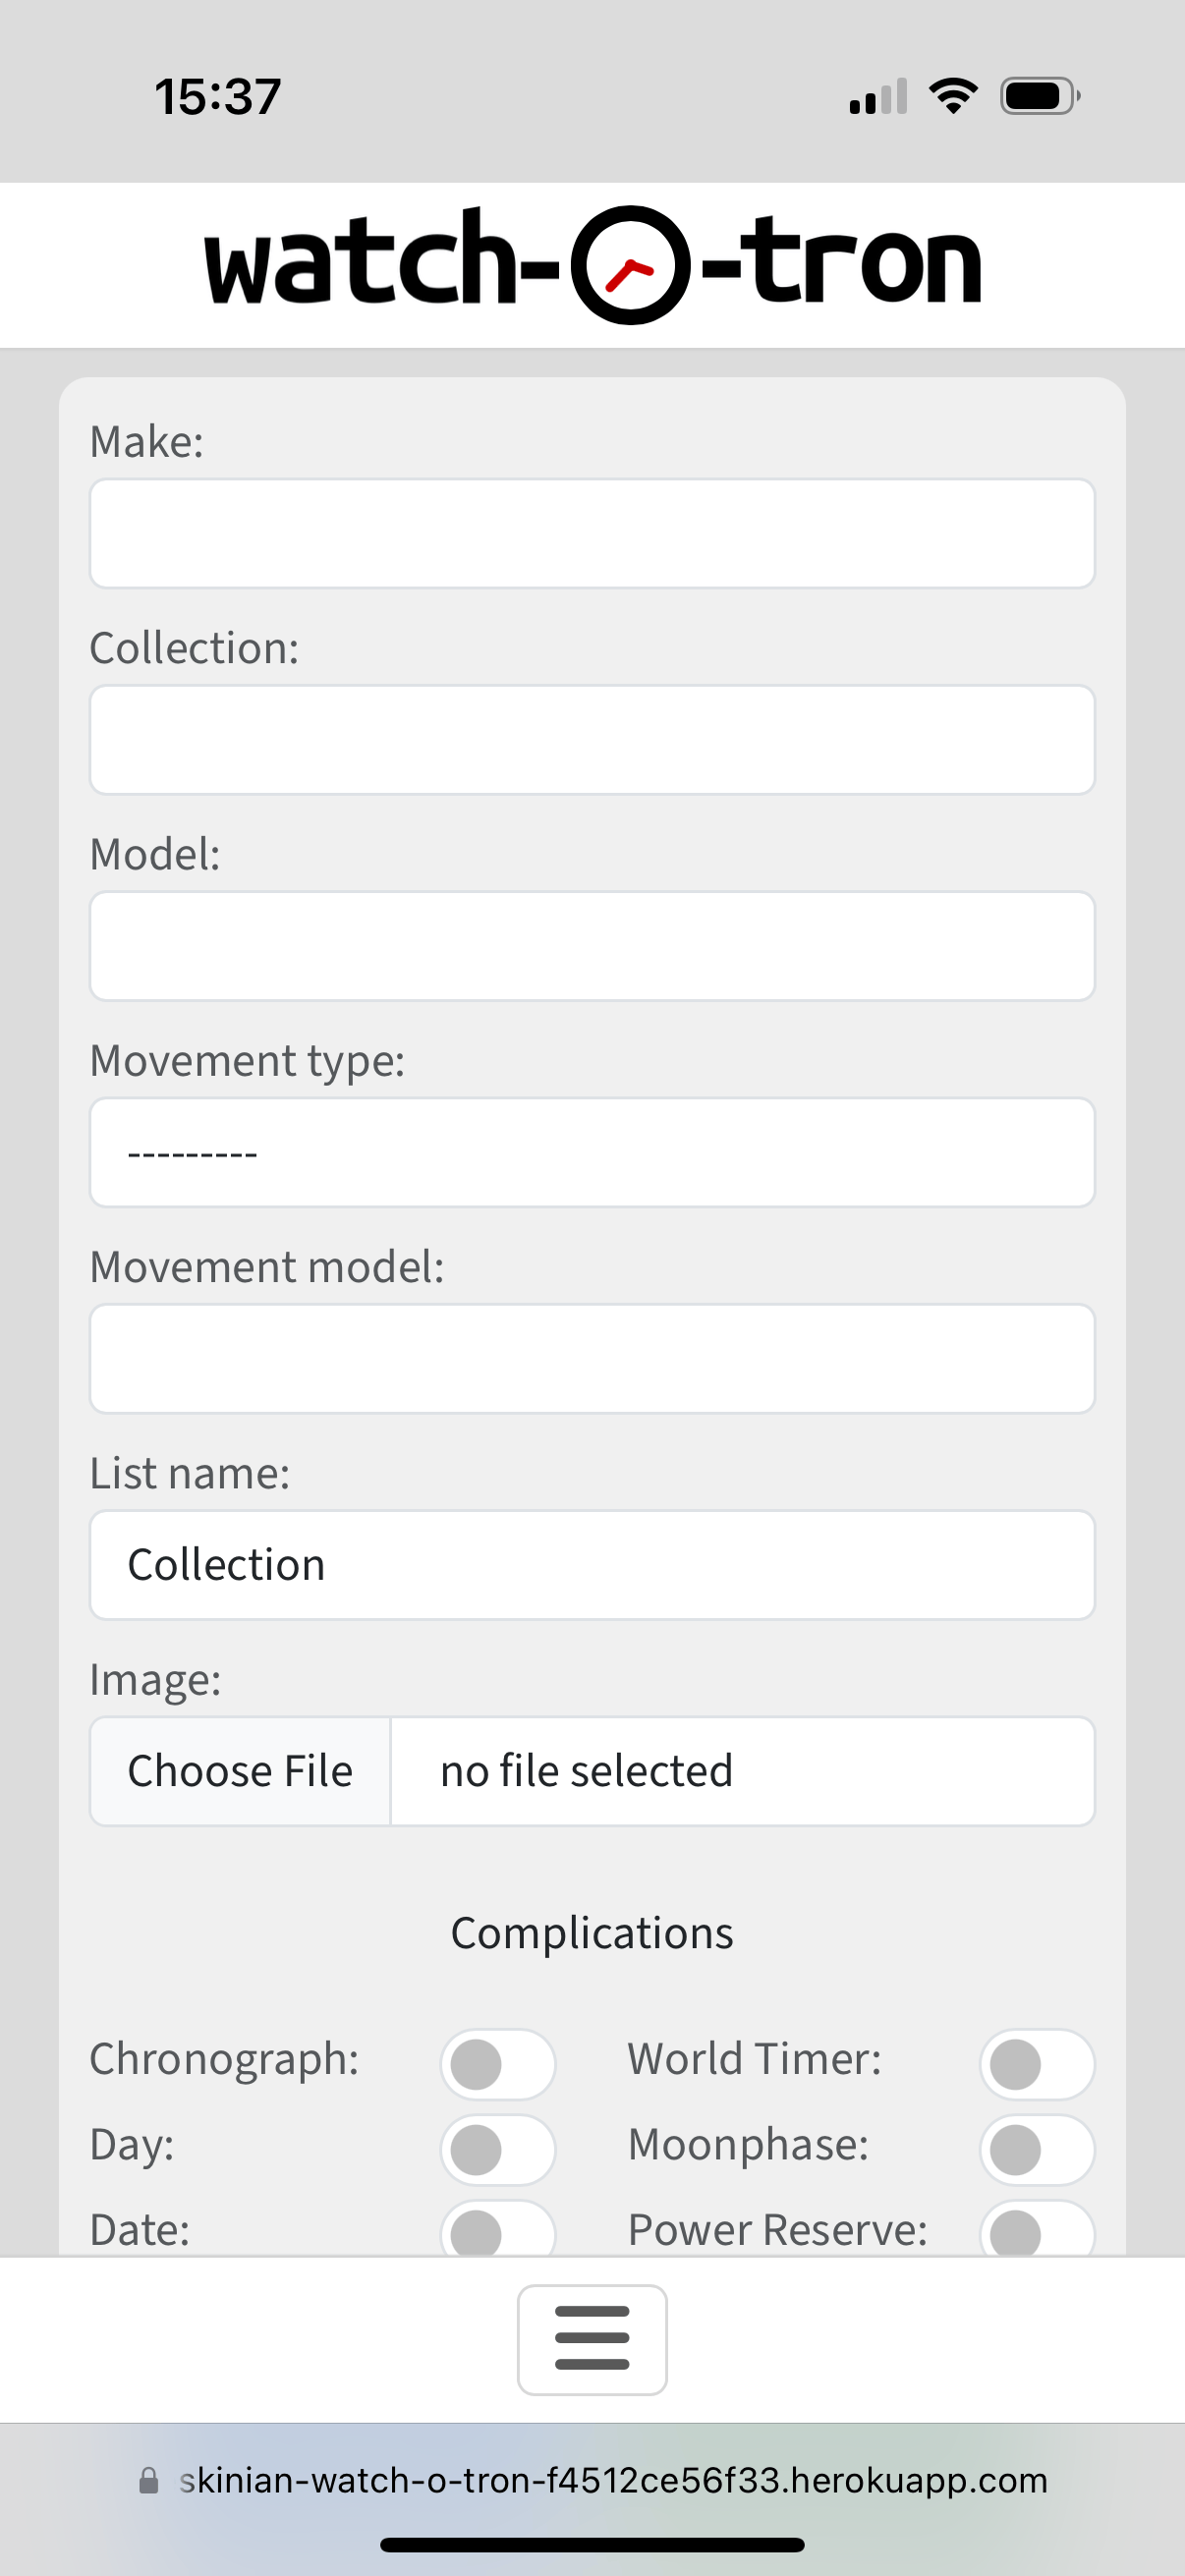 15:37
watch-O-tron
Make:
Collection:
Model:
Movement type:
---------
Movement model:
List name:
Collection
Image:
Choose File no file selected
Complications
Chronograph: World Timer:
Day: Moonphase:
Date: Power Reserve:
skinian-watch-o-tron-f4512ce56f33.herokuapp.com